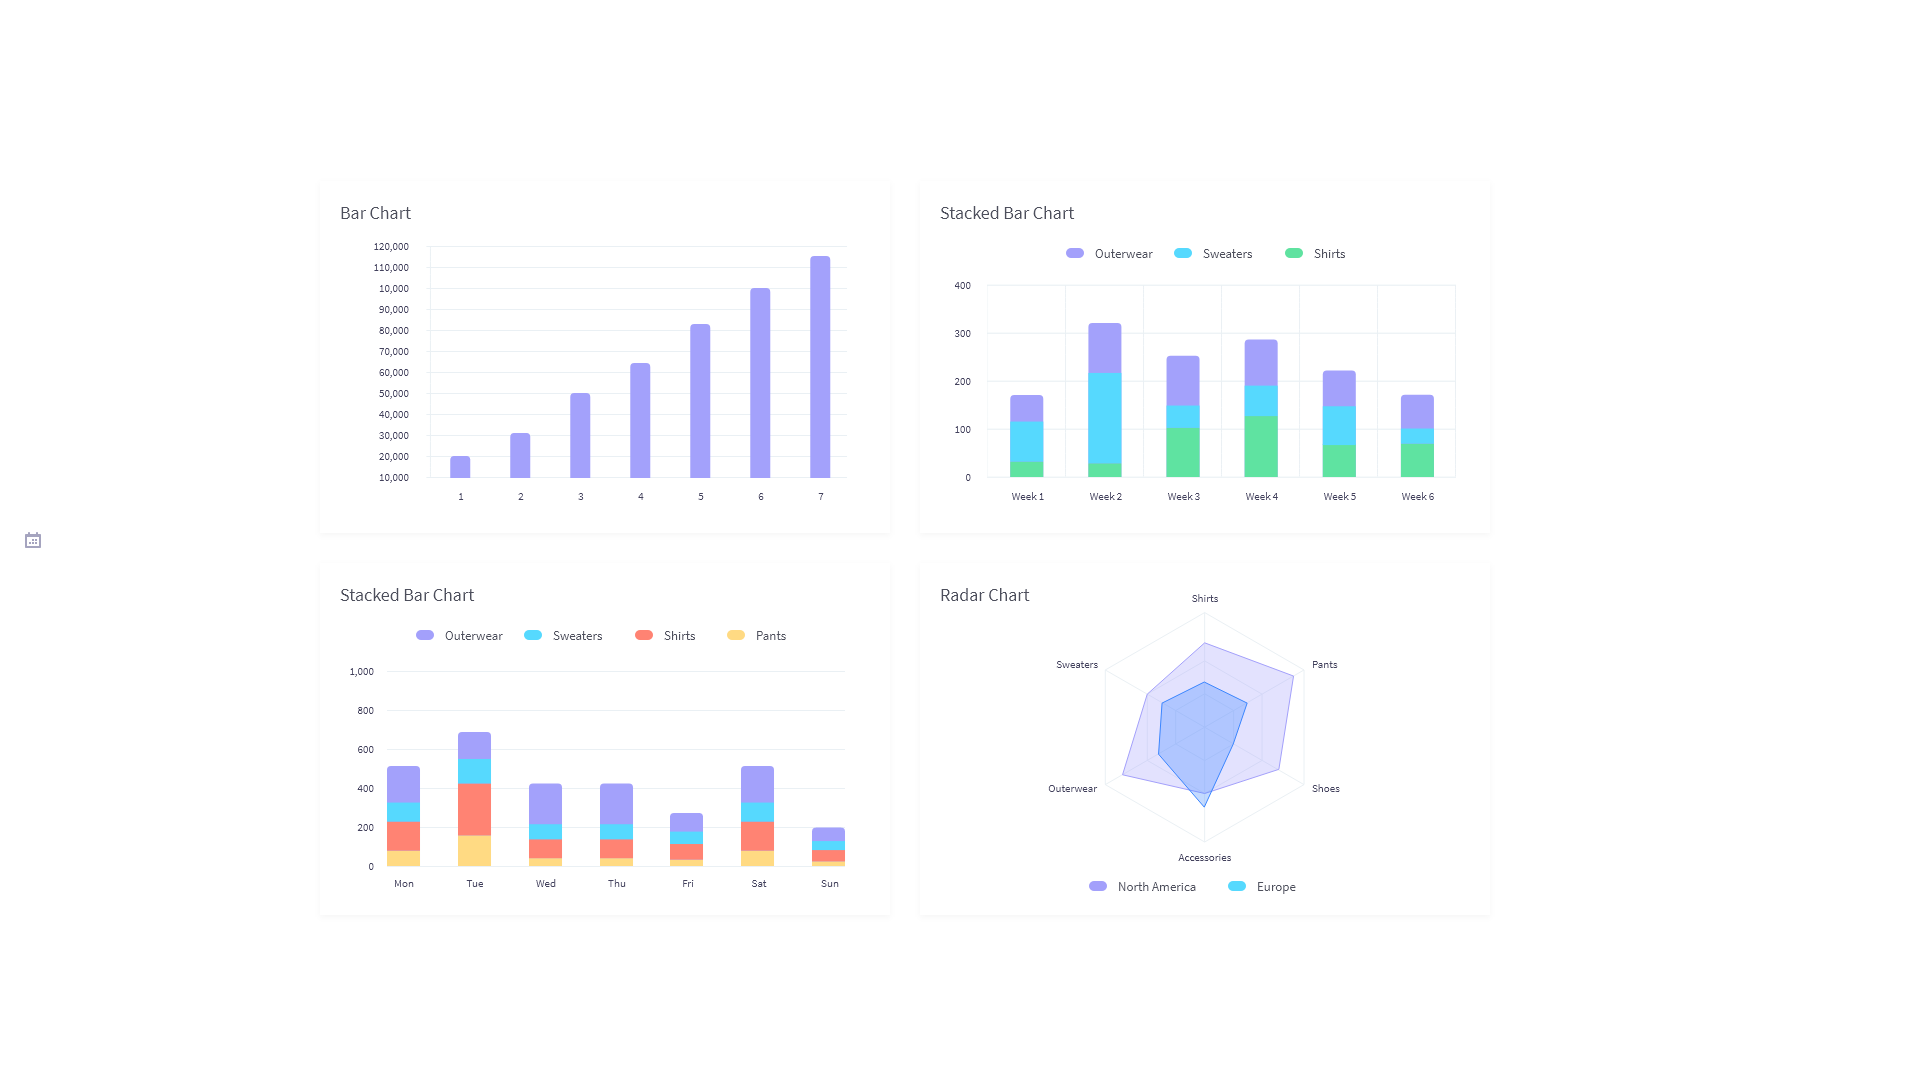 Bar Chart
120,000
110,000
10,000
90,000
80,000
70,000
60,000
50,000
40,000
30,000
20,000
10,000
1 2 3 4 5 6 7
Stacked Bar Chart
Outerwear Sweaters Shirts
400
300
200
100
0
Week 1 Week 2 Week 3 Week 4 Week 5 Week 6
Stacked Bar Chart
Outerwear Sweaters Shirts Pants
1,000
800
600
400
200
0
Mon Tue Wed Thu Fri Sat Sun
Radar Chart
Shirts
Sweaters Pants
Outerwear Shoes
Accessories
North America Europe